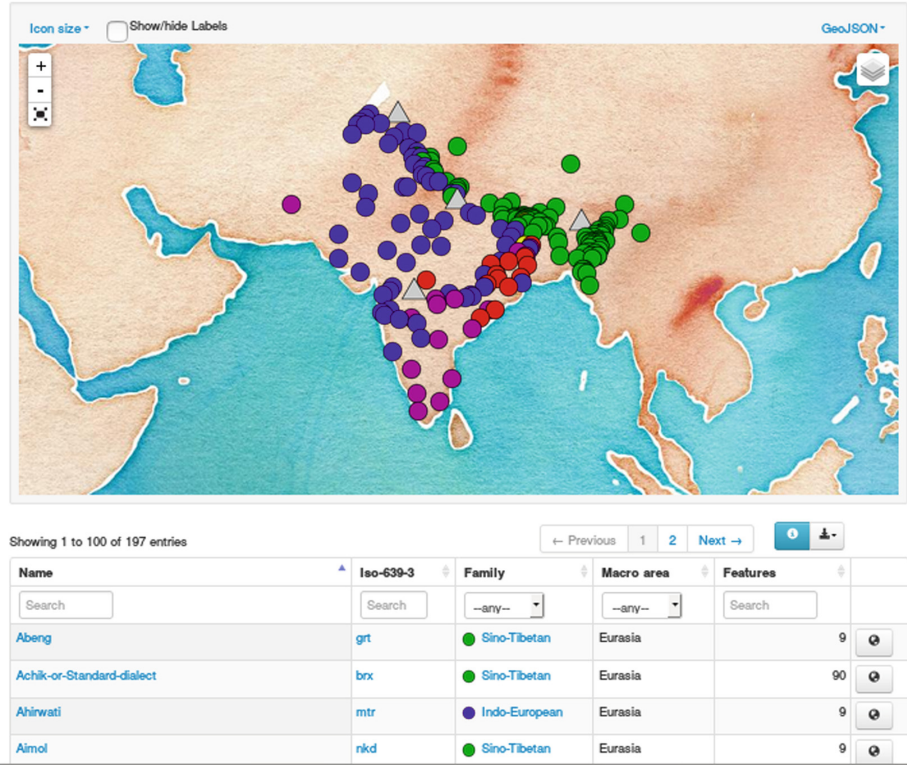 Icon size
Show/hide Labels
GeoJSON
+
-
Showing 1 to 100 of 197 entries
← Previous 1 2 Next →
Name Iso-639-3 Family Macro area Features
Search Search --any-- --any-- Search
Abeng grt Sino-Tibetan Eurasia 9
Achik-or-Standard-dialect brx Sino-Tibetan Eurasia 90
Ahirwati mtr Indo-European Eurasia 9
Aimol nkd Sino-Tibetan Eurasia 9